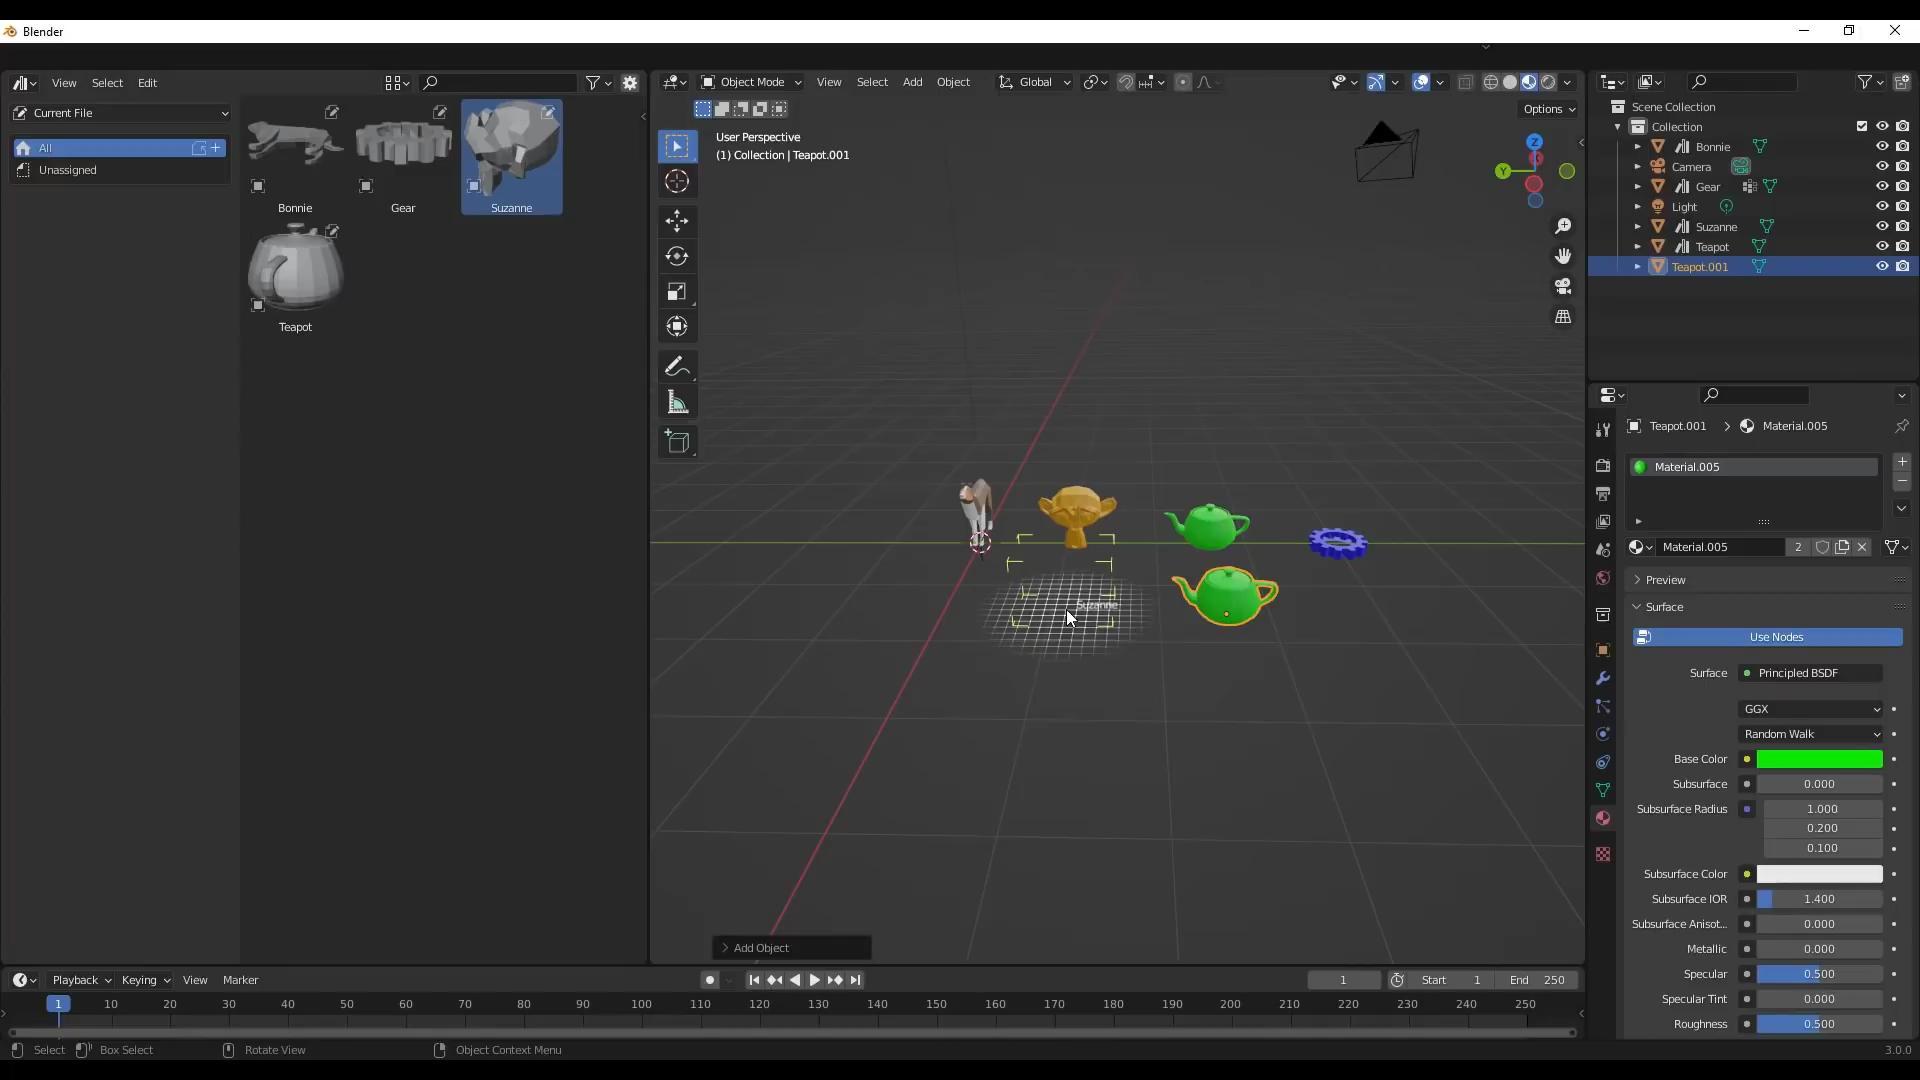 Blender
View Select Edit
Current File
All
Unassigned
Bonnie
Gear
Suzanne
Teapot
Object Mode View Select Add Object Global
Options
User Perspective
(1) Collection | Teapot.001
Z
Y
Suzanne
Add Object
Scene Collection
Collection
Bonnie
Camera
Gear
Light
Suzanne
Teapot
Teapot.001
Teapot.001 Material.005
Material.005
Material.005 2
Preview
Surface
Use Nodes
Surface Principled BSDF
GGX
Random Walk
Base Color
Subsurface 0.000
Subsurface Radius 1.000
0.200
0.100
Subsurface Color
Subsurface IOR 1.400
Subsurface Anisot... 0.000
Metallic 0.000
Specular 0.500
Specular Tint 0.000
Roughness 0.500
Playback Keying View Marker
1 Start 1 End 250
1 10 20 30 40 50 60 70 80 90 100 110 120 130 140 150 160 170 180 190 200 210 220 230 240 250
Select Box Select Rotate View Object Context Menu 3.0.0